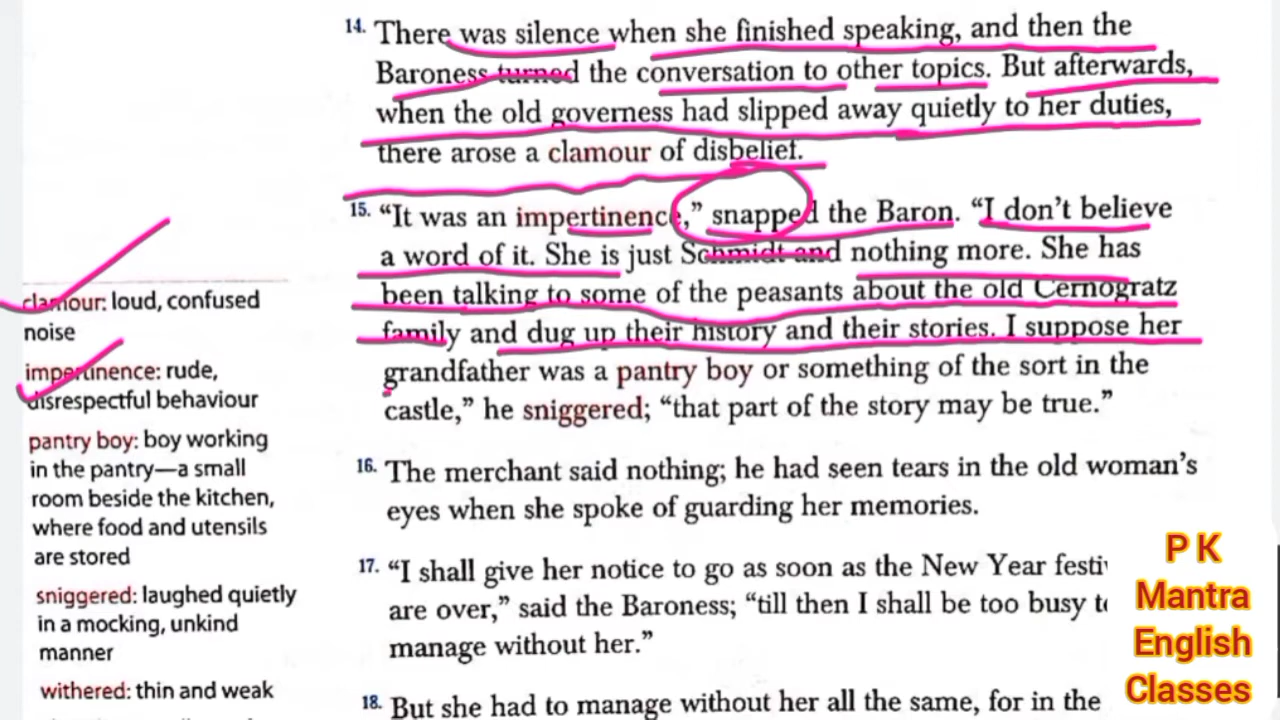 14. There was silence when she finished speaking, and then the
Baroness turned the conversation to other topics. But afterwards,
when the old governess had slipped away quietly to her duties,
there arose a clamour of disbelief.
15. “It was an impertinence,” snapped the Baron. “I don’t believe
a word of it. She is just Schmidt and nothing more. She has
been talking to some of the peasants about the old Cernogratz
family and dug up their history and their stories. I suppose her
grandfather was a pantry boy or something of the sort in the
castle,” he sniggered; “that part of the story may be true.”
16. The merchant said nothing; he had seen tears in the old woman’s
eyes when she spoke of guarding her memories.
17. “I shall give her notice to go as soon as the New Year
are over,” said the Baroness; “till then I shall be too busy
manage without her.”
18. But she had to manage without her all the same, for in the
clamour: loud, confused
noise
impertinence: rude,
disrespectful behaviour
pantry boy: boy working
in the pantry—a small
room beside the kitchen,
where food and utensils
are stored
sniggered: laughed quietly
in a mocking, unkind
manner
withered: thin and weak
P K
Mantra
English
Classes